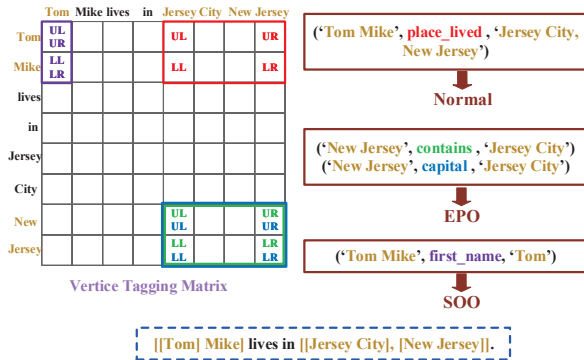 Tom Mike lives in Jersey City New Jersey
Tom UL UL UR
UR
Mike LL LL LR
LR
lives
in
Jersey
City
New UL UR
UL UR
Jersey LL LR
LL LR
Vertice Tagging Matrix
(‘Tom Mike’, place_lived , ‘Jersey City,
New Jersey’)
Normal
(‘New Jersey’, contains , ‘Jersey City’)
(‘New Jersey’, capital , ‘Jersey City’)
EPO
(‘Tom Mike’, first_name, ‘Tom’)
SOO
[[Tom] Mike] lives in [[Jersey City], [New Jersey]].